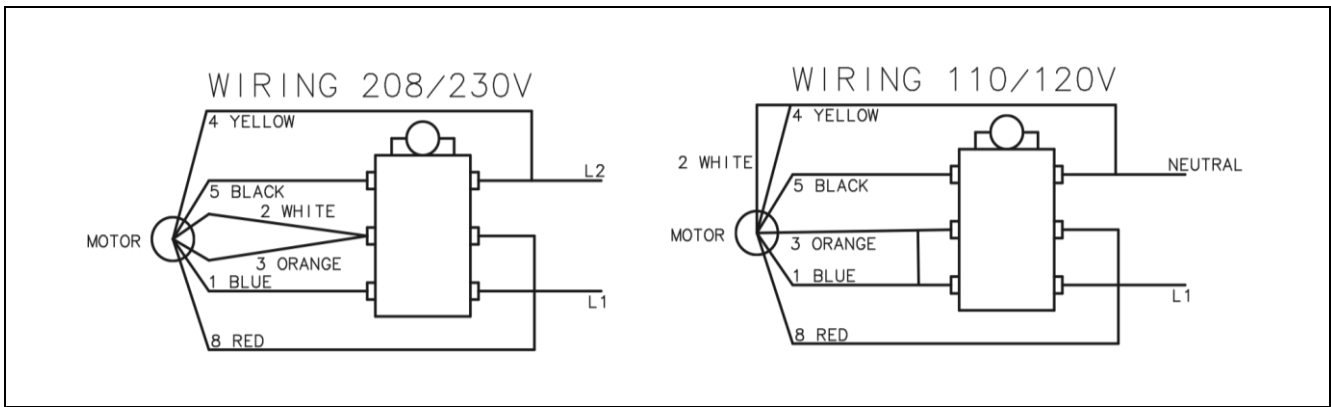 WIRING 208/230V
4 YELLOW
5 BLACK
2 WHITE
MOTOR
3 ORANGE
1 BLUE
8 RED
L2
L1
WIRING 110/120V
4 YELLOW
2 WHITE
5 BLACK
MOTOR
3 ORANGE
1 BLUE
8 RED
NEUTRAL
L1